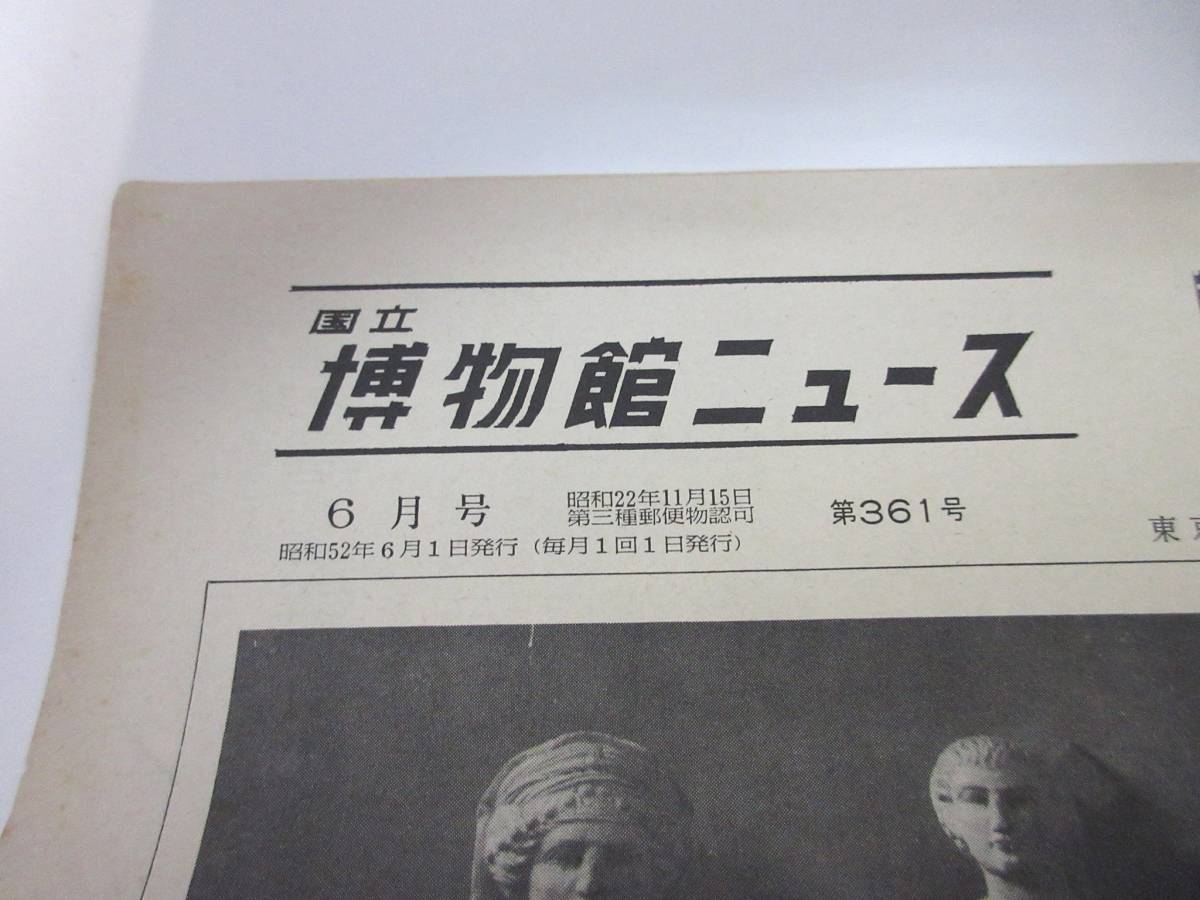 国立
博物館ニュース
6月号
昭和22年11月15日
第三種郵便物認可
第361号
昭和52年6月1日発行（毎月1回1日発行）
東